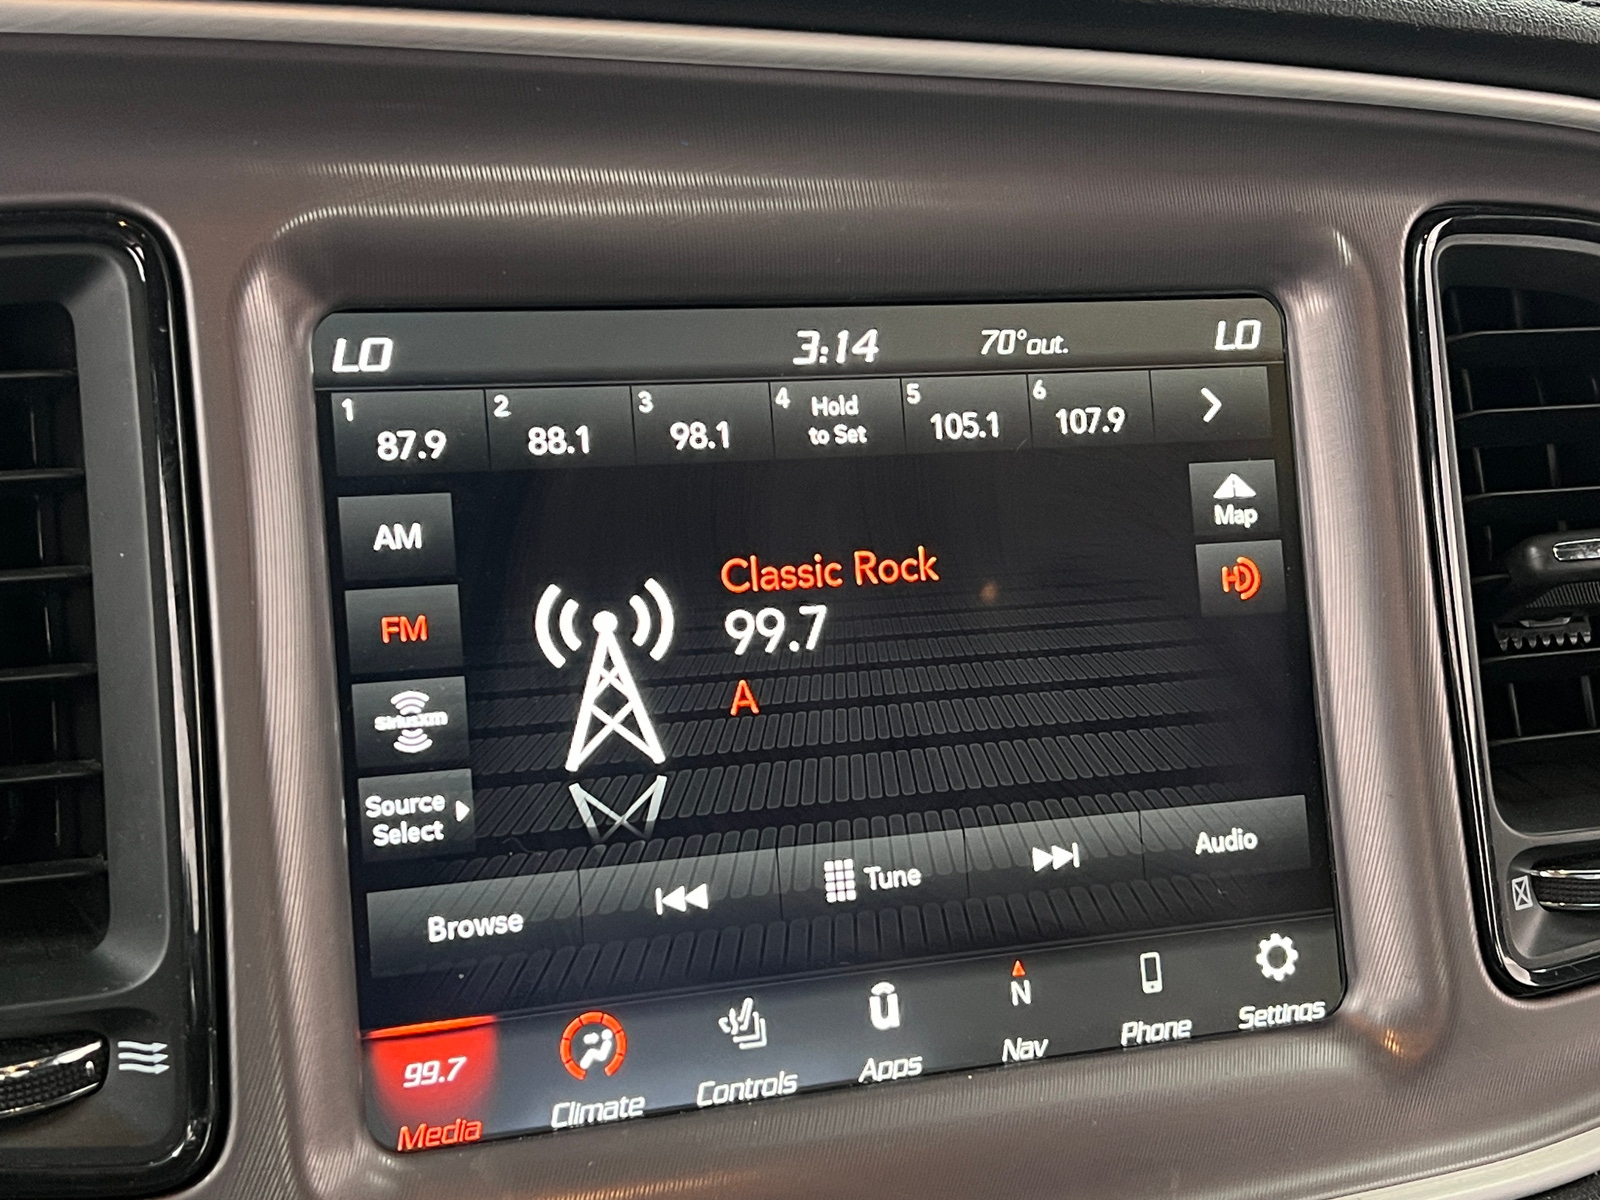 LO 3:14 70°out. LO
1 87.9 2 88.1 3 98.1 4 Hold to Set 5 105.1 6 107.9
AM
Map
Classic Rock
HD
FM
99.7
A
siriusxm
Source
Select
Browse Tune Audio
99.7
N
Media Climate Controls Apps Nav Phone Settings